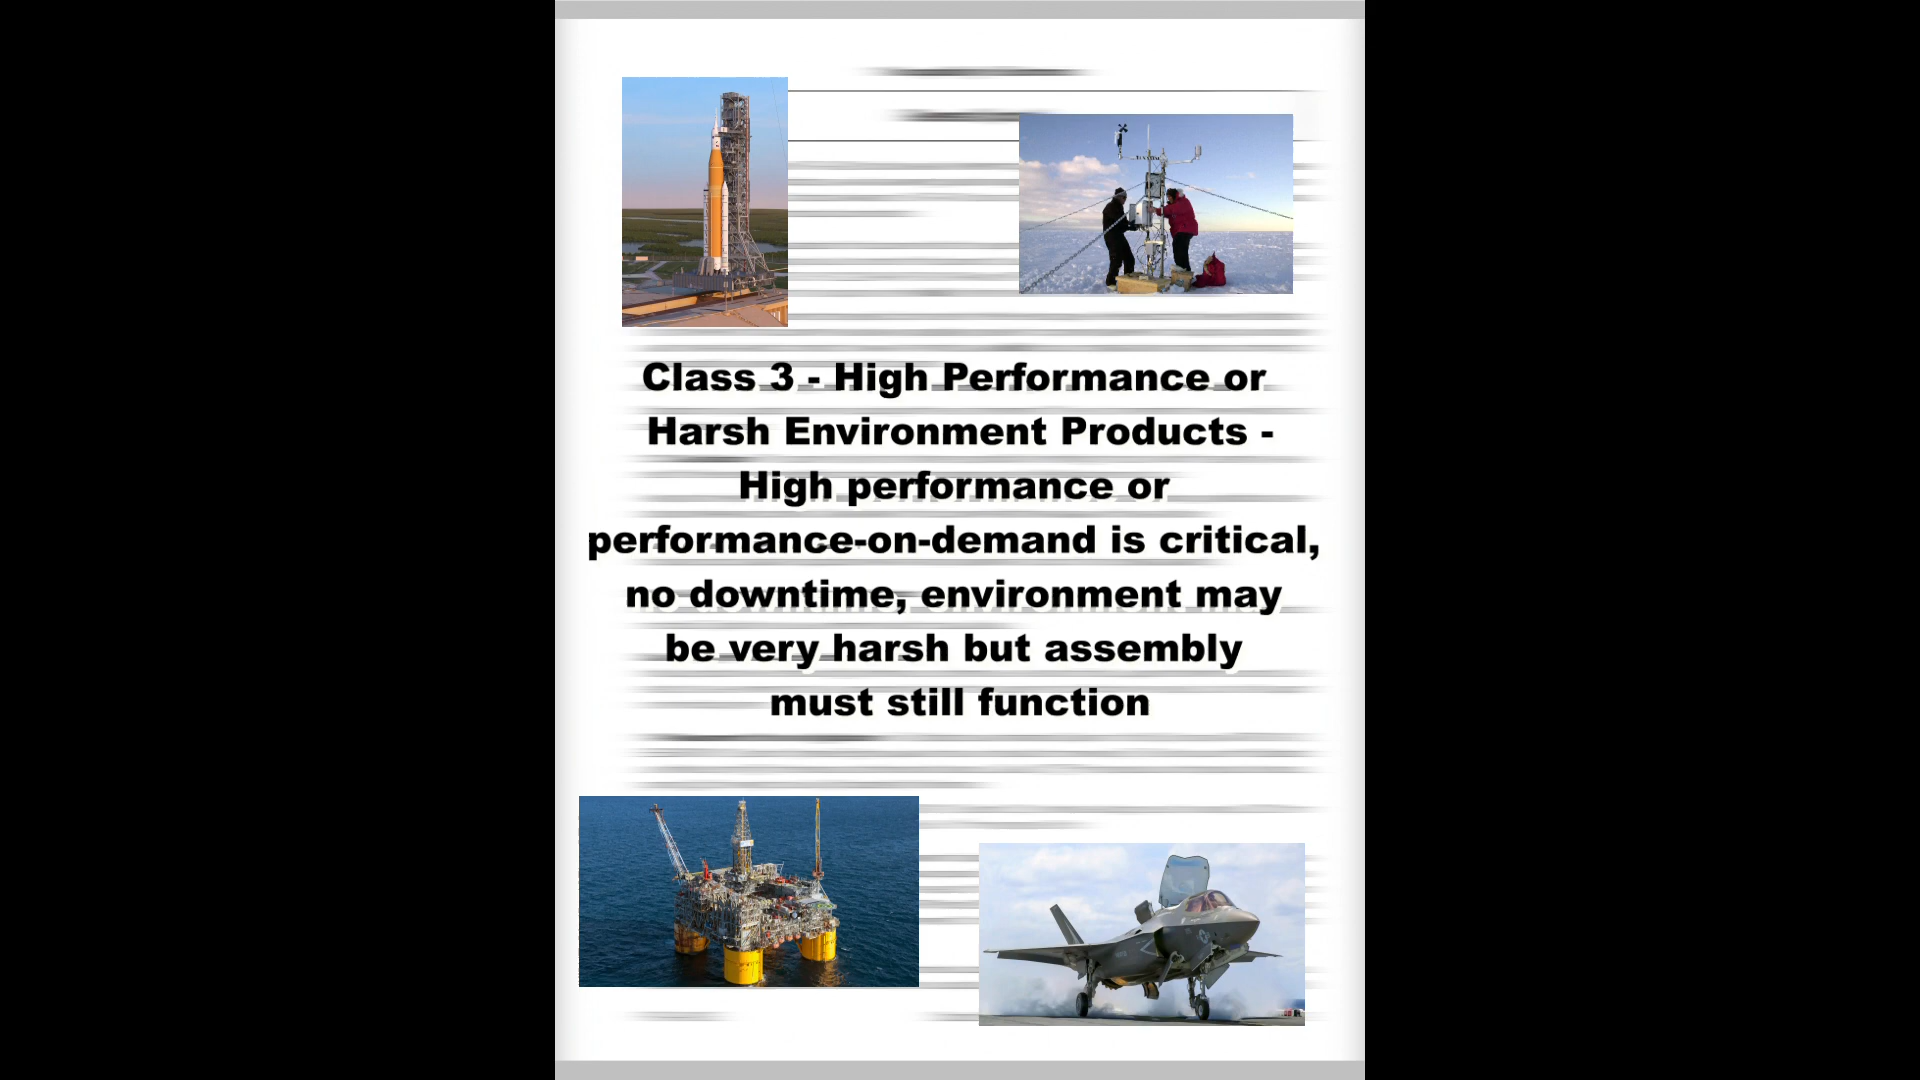 Class 3 - High Performance or
Harsh Environment Products -
High performance or
performance-on-demand is critical,
no downtime, environment may
be very harsh but assembly
must still function